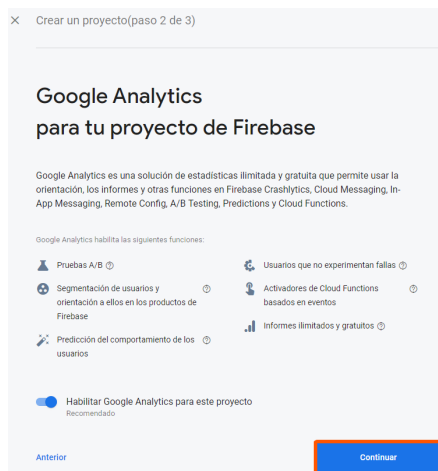 Crear un proyecto(paso 2 de 3)
Google Analytics
para tu proyecto de Firebase
Google Analytics es una solución de estadísticas ilimitada y gratuita que permite usar la
orientación, los informes y otras funciones en Firebase Crashlytics, Cloud Messaging, In-
App Messaging, Remote Config, A/B Testing, Predictions y Cloud Functions.
Google Analytics habilita las siguientes funciones:
Pruebas A/B
Segmentación de usuarios y
orientación a ellos en los productos de
Firebase
Predicción del comportamiento de los
usuarios
Usuarios que no experimentan fallas
Activadores de Cloud Functions
basados en eventos
Informes ilimitados y gratuitos
Habilitar Google Analytics para este proyecto
Recomendado
Anterior
Continuar